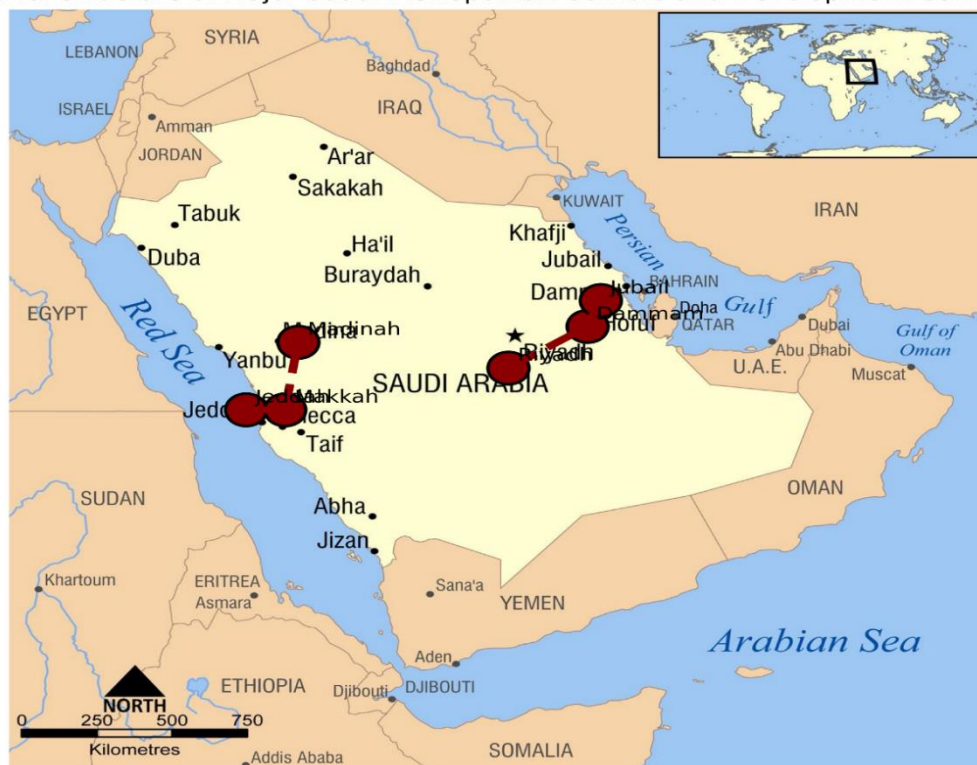 SYRIA
LEBANON
Baghdad
ISRAEL
IRAQ
Amman
JORDAN
Ar'ar
Sakakah
KUWAIT
IRAN
Tabuk
Khafji
Persian
Duba
Ha'il
Jubail
Buraydah
BAHRAIN
Jubail
EGYPT
Red Sea
Doha
Gulf
Dammam
QATAR
Dubai
Gulf of
Oman
Yanbu
Riyadh
Riyadh
Abu Dhabi
U.A.E.
Muscat
SAUDI ARABIA
Makkah
Taif
SUDAN
OMAN
Abha
Jizan
Khartoum
ERITREA
Asmara
Sana'a
YEMEN
Arabian Sea
Aden
NORTH
ETHIOPIA
Djibouti
DJIBOUTI
0 250 500 750
Kilometres
SOMALIA
Addis Ababa